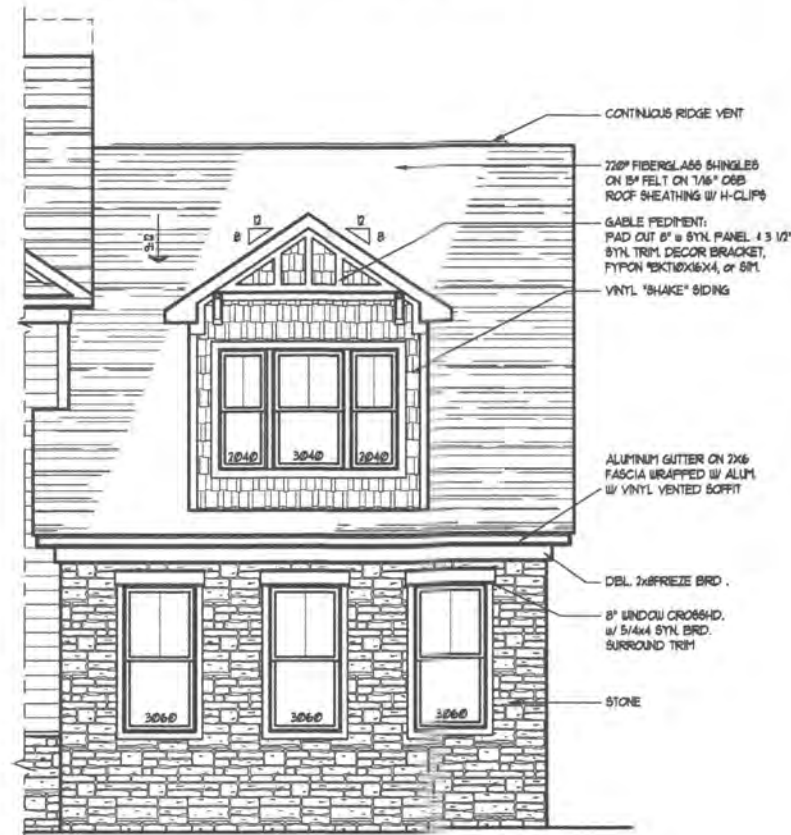 CONTINUOUS RIDGE VENT
220# FIBERGLASS SHINGLES
ON 15# FELT ON 7/16" OSB
ROOF SHEATHING W/ H-CLIPS
GABLE PEDIMENT:
PAD OUT 8" w SYN. PANEL & 3 1/2"
SYN. TRIM. DECOR BRACKET,
FYPON #BKT10X16X4, or SIM.
VINYL "SHAKE" SIDING
12
8
12
8
2040
3040
2040
ALUMINUM GUTTER ON 2X6
FASCIA WRAPPED W/ ALUM.
W/ VINYL VENTED SOFFIT
DBL. 2x8FRIEZE BRD .
8" WINDOW CROSSHD.
w/ 5/4x4 SYN. BRD.
SURROUND TRIM
3060
3060
3060
STONE